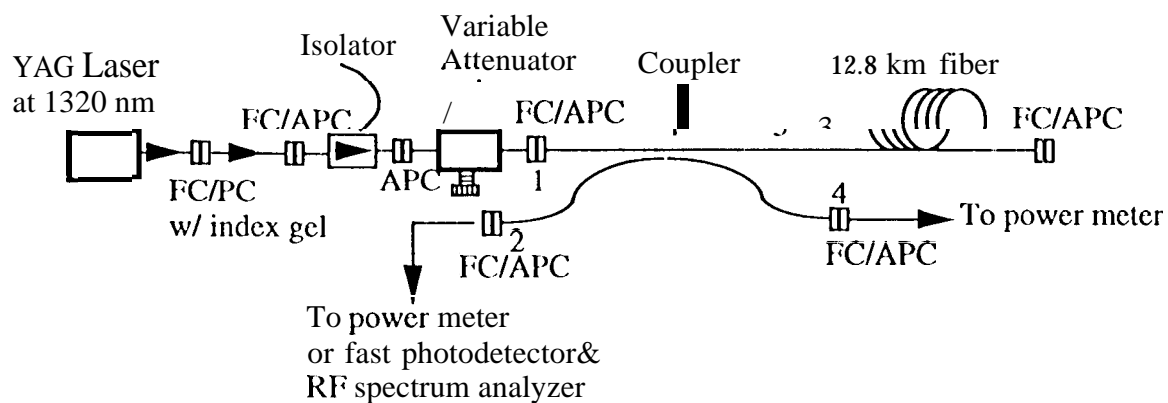 Variable
Attenuator
Isolator
YAG Laser
at 1320 nm
Coupler
12.8 km fiber
FC/APC
FC/APC
FC/APC
FC/PC
w/ index gel
APC
1
3
2
FC/APC
4
FC/APC
To power meter
To power meter
or fast photodetector&
RF spectrum analyzer